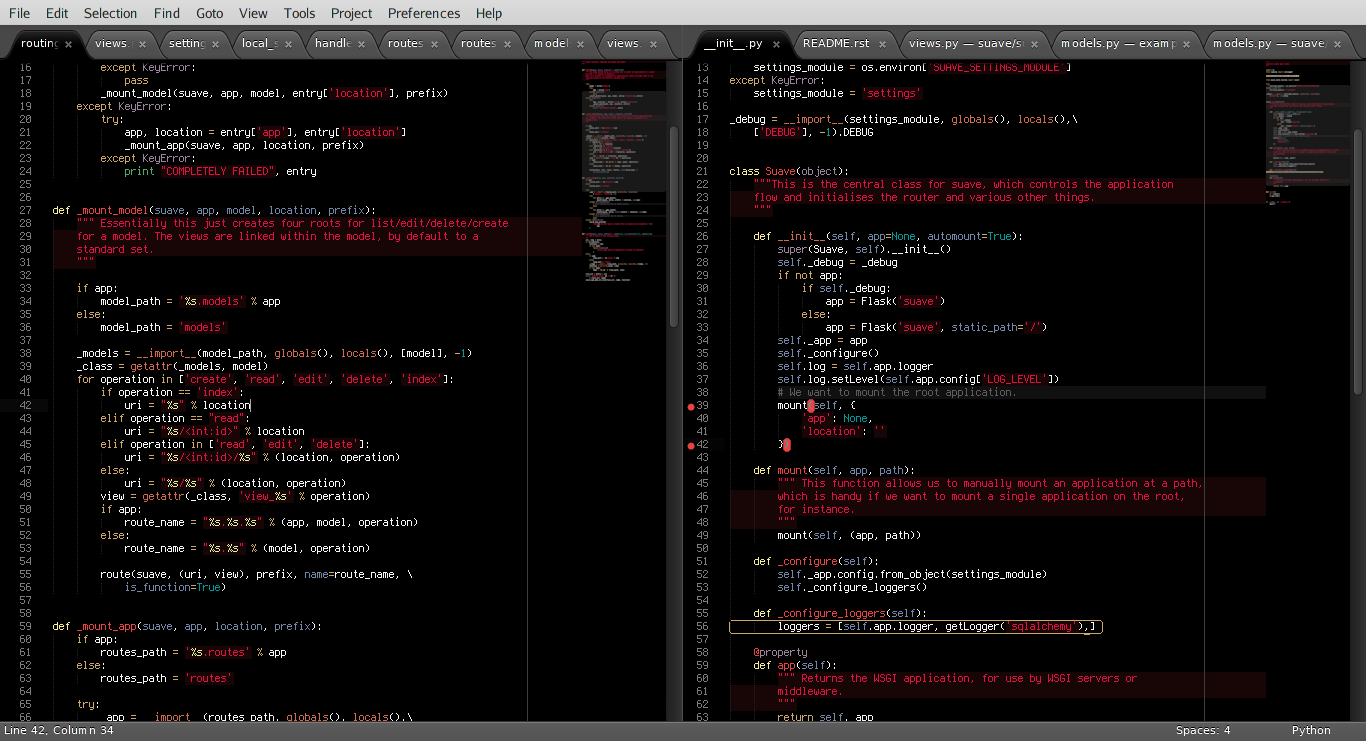 File Edit Selection Find Goto View Tools Project Preferences Help
routing × views. × setting × local_s × handle × routes × routes × model × views. ×
16 except KeyError:
17 pass
18 _mount_model(suave, app, model, entry['location'], prefix)
19 except KeyError:
20 try:
21 app, location = entry['app'], entry['location']
22 _mount_app(suave, app, location, prefix)
23 except KeyError:
24 print "COMPLETELY FAILED", entry
25
26
27 def _mount_model(suave, app, model, location, prefix):
28 """ Essentially this just creates four roots for list/edit/delete/create
29 for a model. The views are linked within the model, by default to a
30 standard set.
31 """
32
33 if app:
34 model_path = '%s.models' % app
35 else:
36 model_path = 'models'
37
38 _models = __import__(model_path, globals(), locals(), [model], -1)
39 _class = getattr(_models, model)
40 for operation in ['create', 'read', 'edit', 'delete', 'index']:
41 if operation == 'index':
42 uri = "%s" % location
43 elif operation == "read":
44 uri = "%s/<int:id>" % location
45 elif operation in ['read', 'edit', 'delete']:
46 uri = "%s/<int:id>/%s" % (location, operation)
47 else:
48 uri = "%s/%s" % (location, operation)
49 view = getattr(_class, 'view_%s' % operation)
50 if app:
51 route_name = "%s.%s.%s" % (app, model, operation)
52 else:
53 route_name = "%s.%s" % (model, operation)
54
55 route(suave, (uri, view), prefix, name=route_name, \
56 is_function=True)
57
58
59 def _mount_app(suave, app, location, prefix):
60 if app:
61 routes_path = '%s.routes' % app
62 else:
63 routes_path = 'routes'
64
65 try:
66 _app = __import__(routes_path, globals(), locals(),\
__init__.py × README.rst × views.py — suave/s × models.py — examp × models.py — suave, ×
13 settings_module = os.environ['SUAVE_SETTINGS_MODULE']
14 except KeyError:
15 settings_module = 'settings'
16
17 _debug = __import__(settings_module, globals(), locals(),\
18 ['DEBUG'], -1).DEBUG
19
20
21 class Suave(object):
22 """This is the central class for suave, which controls the application
23 flow and initialises the router and various other things.
24 """
25
26 def __init__(self, app=None, automount=True):
27 super(Suave, self).__init__()
28 self._debug = _debug
29 if not app:
30 if self._debug:
31 app = Flask('suave')
32 else:
33 app = Flask('suave', static_path='/')
34 self._app = app
35 self._configure()
36 self.log = self.app.logger
37 self.log.setLevel(self.app.config['LOG_LEVEL'])
38 # We want to mount the root application.
39 mount(self, {
40 'app': None,
41 'location': ''
42 })
43
44 def mount(self, app, path):
45 """ This function allows us to manually mount an application at a path,
46 which is handy if we want to mount a single application on the root,
47 for instance.
48 """
49 mount(self, (app, path))
50
51 def _configure(self):
52 self._app.config.from_object(settings_module)
53 self._configure_loggers()
54
55 def _configure_loggers(self):
56 loggers = [self.app.logger, getLogger('sqlalchemy'),]
57
58 @property
59 def app(self):
60 """ Returns the WSGI application, for use by WSGI servers or
61 middleware.
62 """
63 return self._app
Line 42, Column 34 Spaces: 4 Python